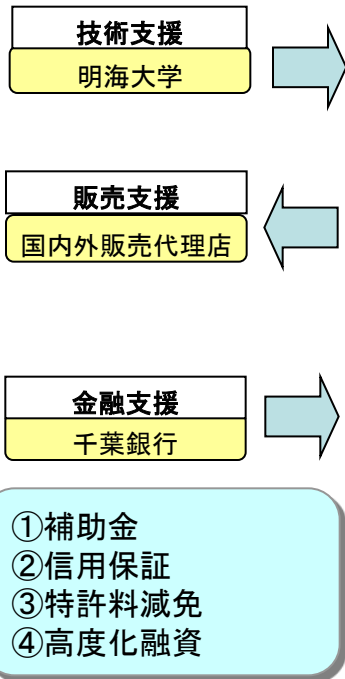 技術支援
明海大学
販売支援
国内外販売代理店
金融支援
千葉銀行
①補助金
②信用保証
③特許料減免
④高度化融資